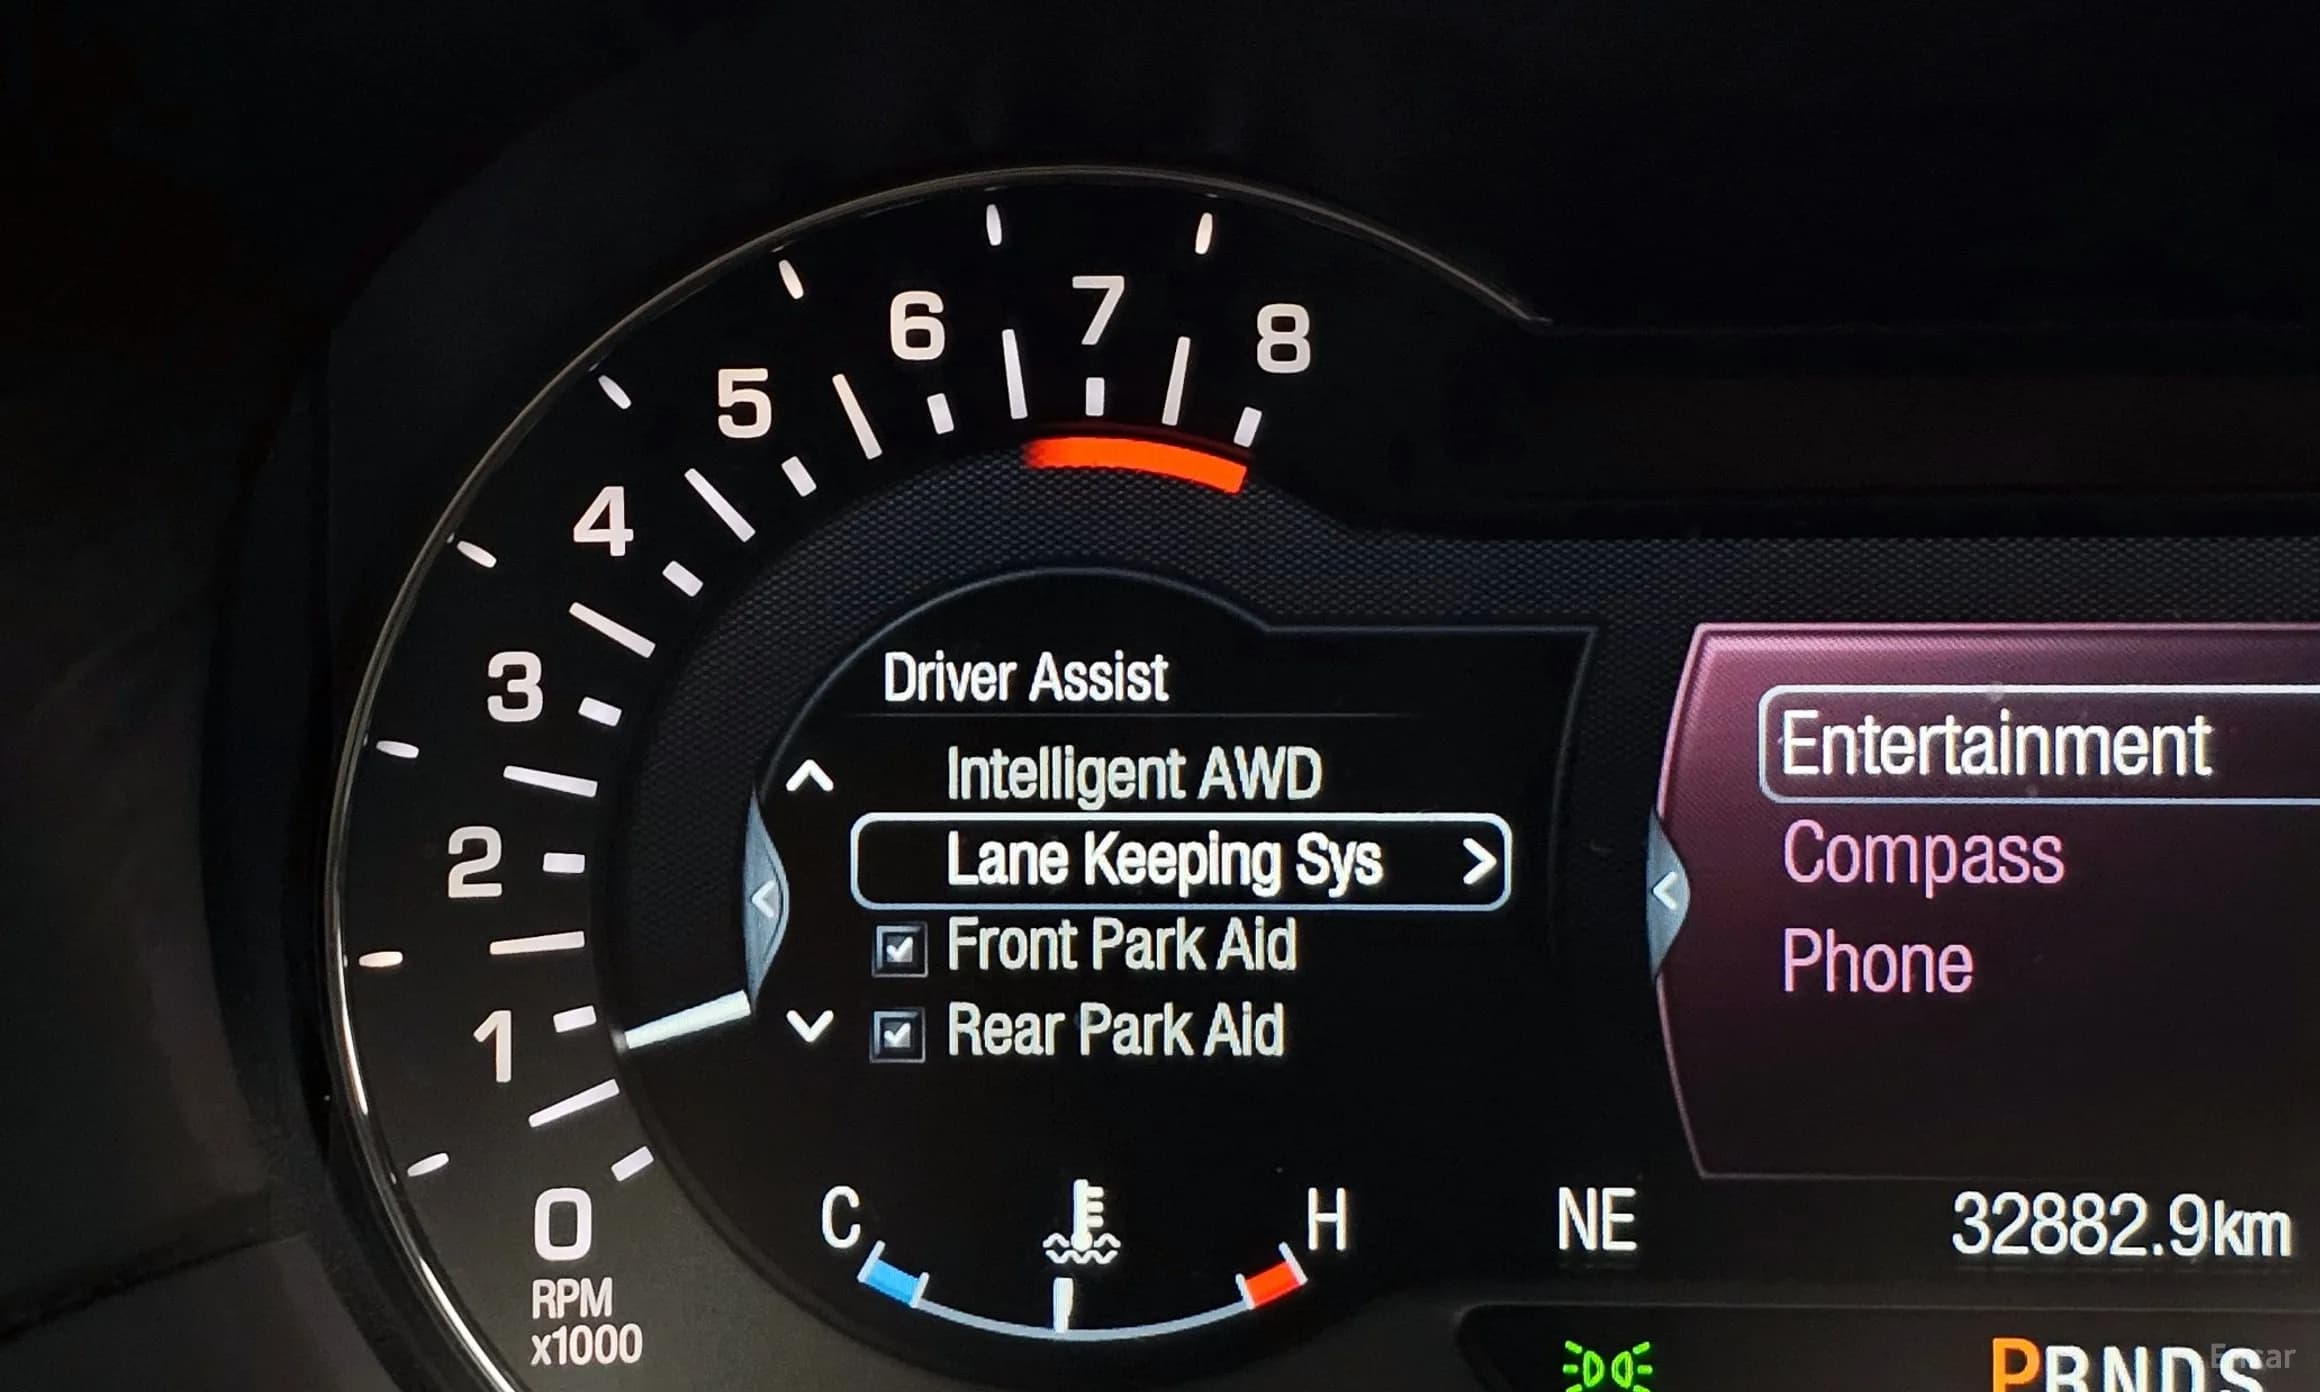 8
7
6
5
4
3
2
1
0
RPM
x1000
Driver Assist
Intelligent AWD
Lane Keeping Sys >
Front Park Aid
Rear Park Aid
C H
Entertainment
Compass
Phone
NE 32882.9km
PRNDS
Encar